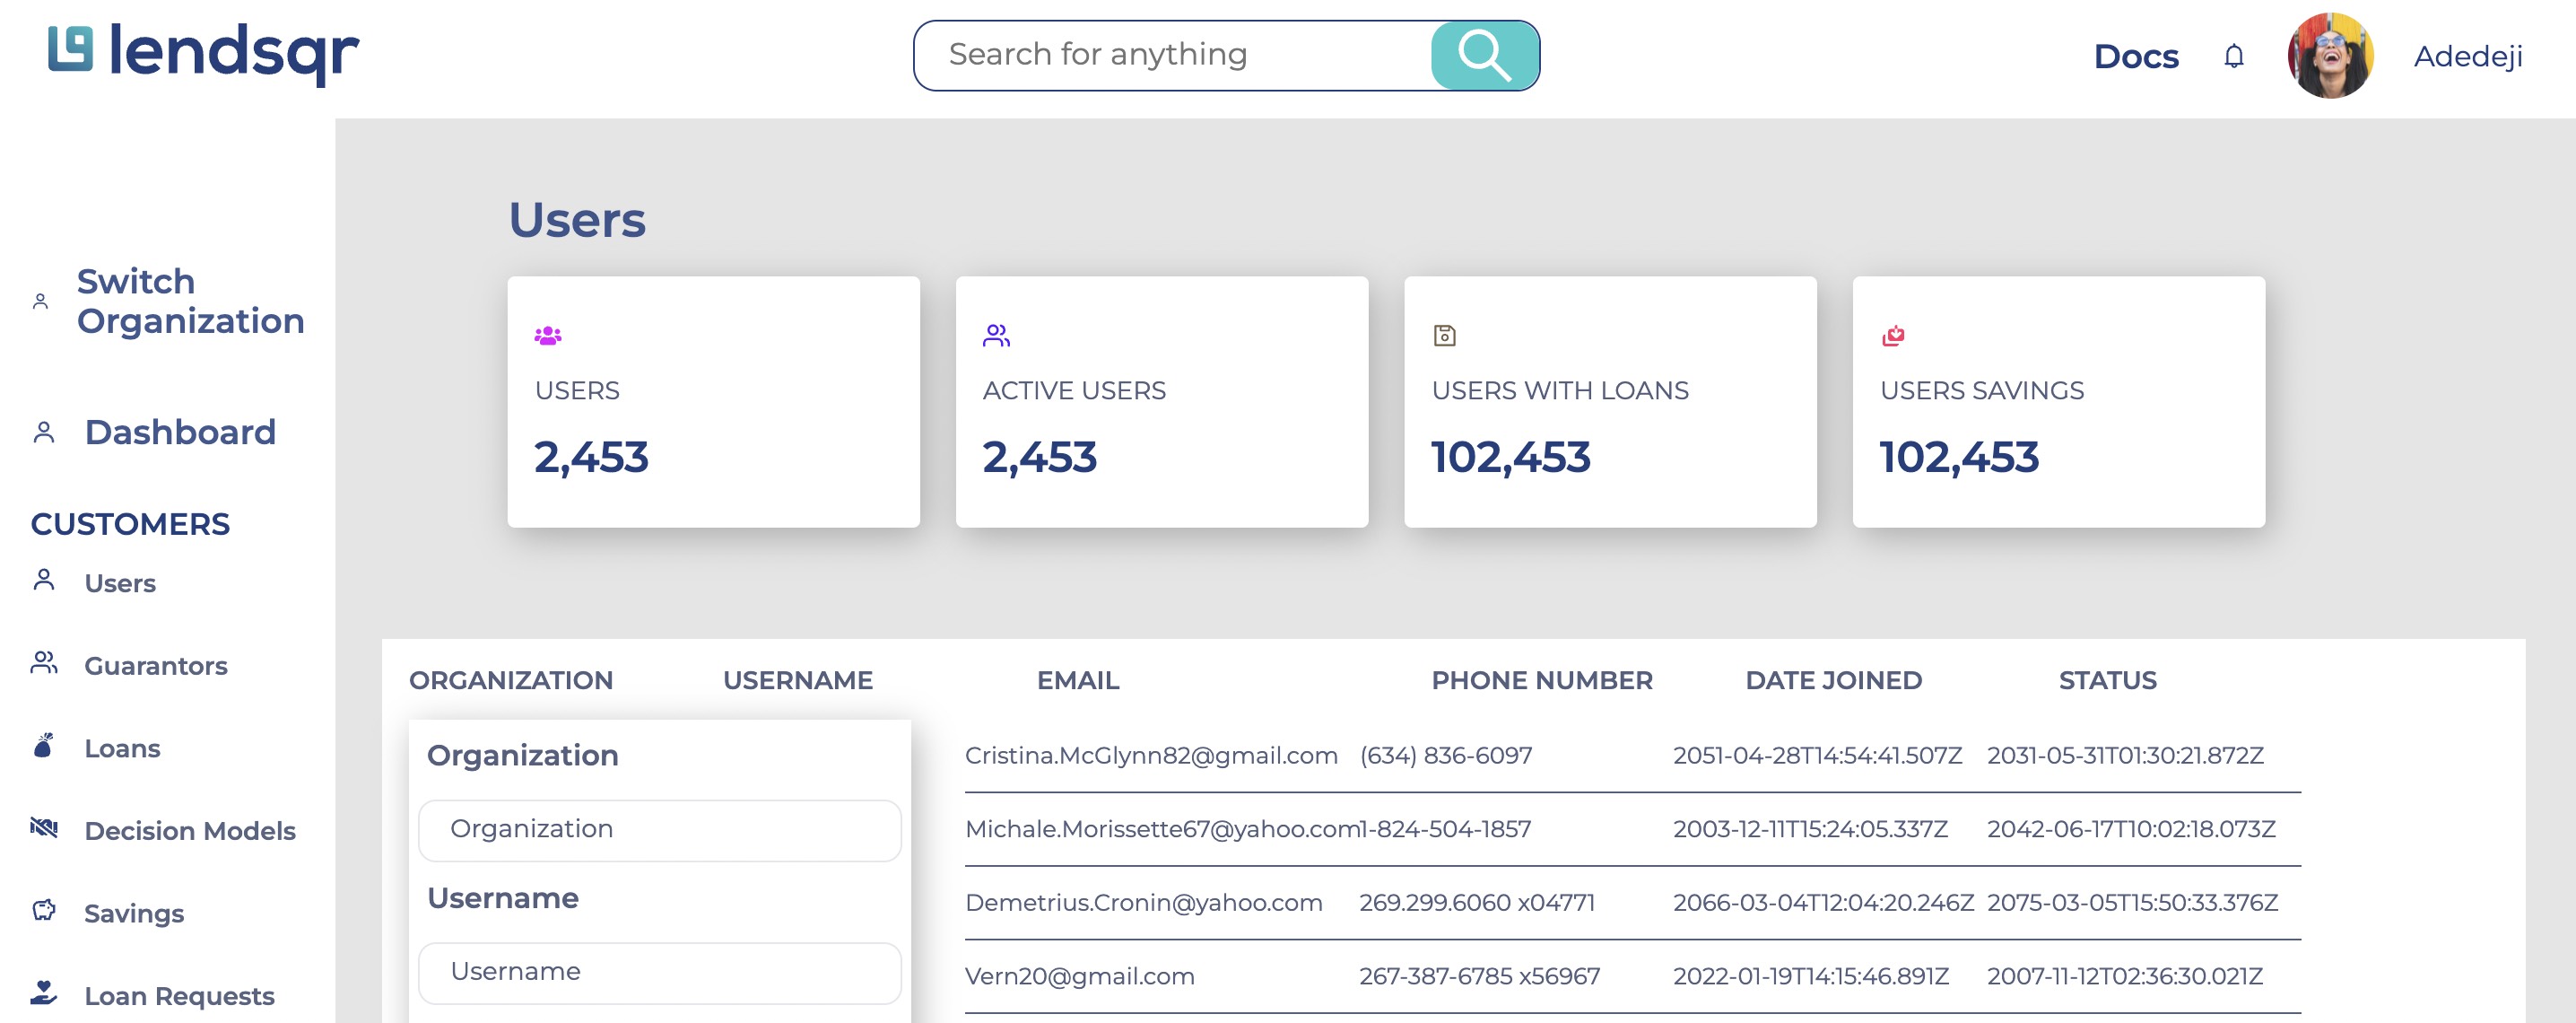 lendsqr
Search for anything
Docs
Adedeji
Switch
Organization
Dashboard
CUSTOMERS
Users
Guarantors
Loans
Decision Models
Savings
Loan Requests
Users
USERS
2,453
ACTIVE USERS
2,453
USERS WITH LOANS
102,453
USERS SAVINGS
102,453
ORGANIZATION USERNAME EMAIL PHONE NUMBER DATE JOINED STATUS
Organization
Organization
Username
Username
Cristina.McGlynn82@gmail.com (634) 836-6097 2051-04-28T14:54:41.507Z 2031-05-31T01:30:21.872Z
Michale.Morissette67@yahoo.com 1-824-504-1857 2003-12-11T15:24:05.337Z 2042-06-17T10:02:18.073Z
Demetrius.Cronin@yahoo.com 269.299.6060 x04771 2066-03-04T12:04:20.246Z 2075-03-05T15:50:33.376Z
Vern20@gmail.com 267-387-6785 x56967 2022-01-19T14:15:46.891Z 2007-11-12T02:36:30.021Z